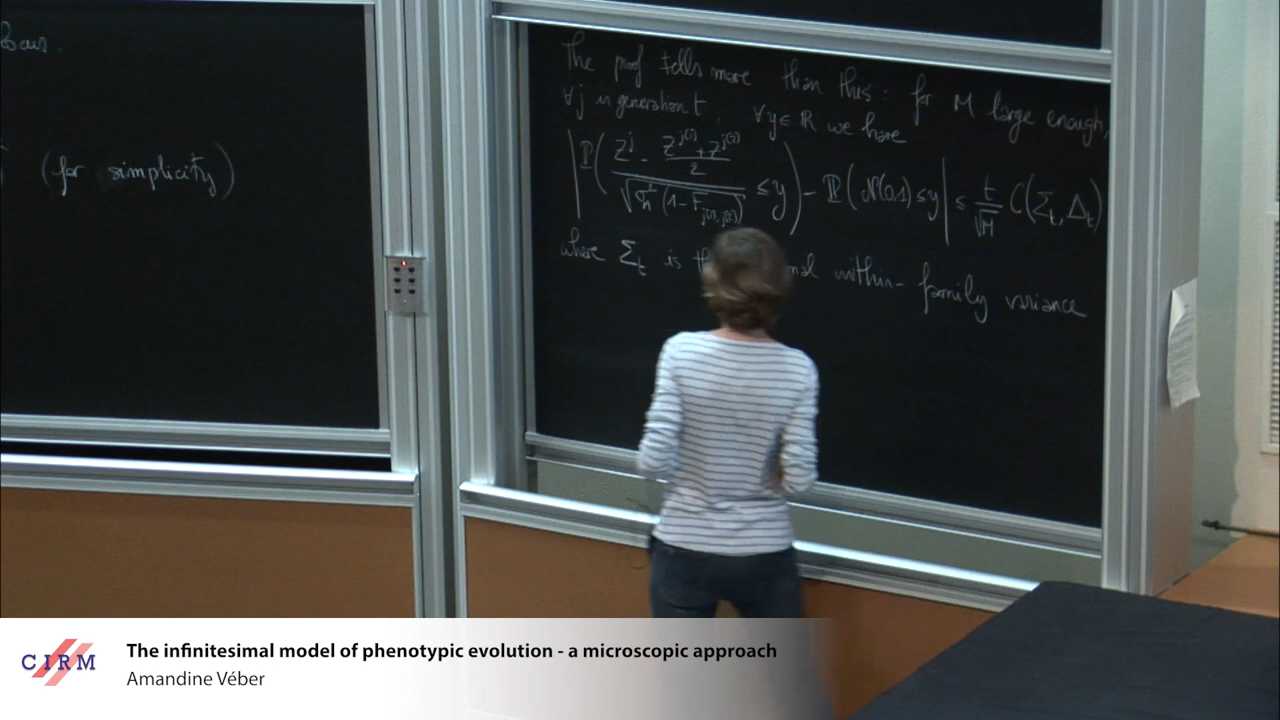 (for simplicity)
The proof tells more than this : for M large enough,
∀j in generation t, ∀y ∈ ℝ we have
|ℙ( (Z^j - (Z^{j(1)} + Z^{j(2)})/2) / √(σ_h^2 (1-F_{j(1),j(2)})) ≤ y ) - ℙ(N(0,1) ≤ y| ≤ t/√M C(Σ_t, Δ_t)
where Σ_t is within-family variance
CIRM
The infinitesimal model of phenotypic evolution - a microscopic approach
Amandine Véber